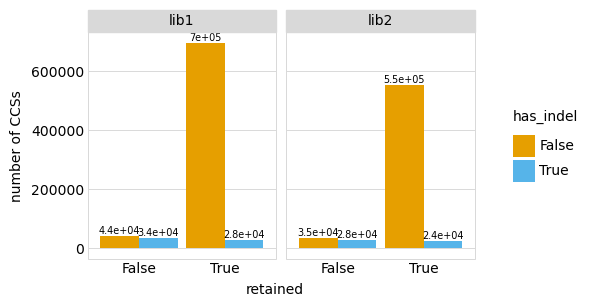 lib1
lib2
number of CCSs
600000
400000
200000
0
4.4e+04
3.4e+04
7e+05
2.8e+04
3.5e+04
2.8e+04
5.5e+05
2.4e+04
False
True
False
True
retained
has_indel
False
True